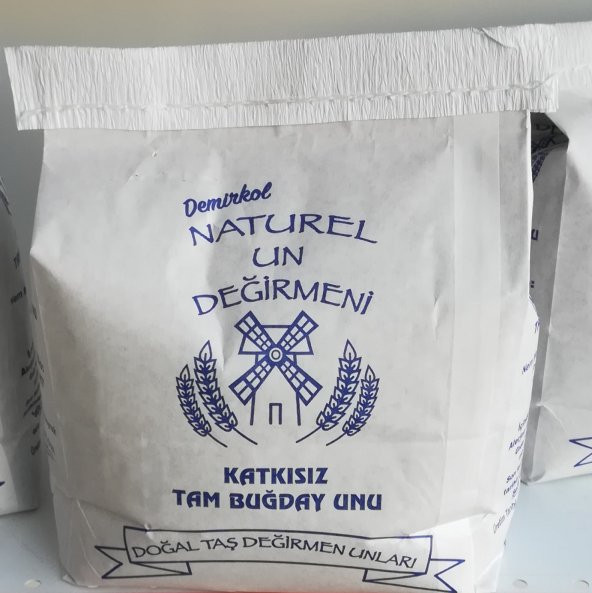 Demirkol
NATUREL
UN
DEĞİRMENİ
KATKISIZ
TAM BUĞDAY UNU
DOĞAL TAŞ DEĞİRMEN UNLARI